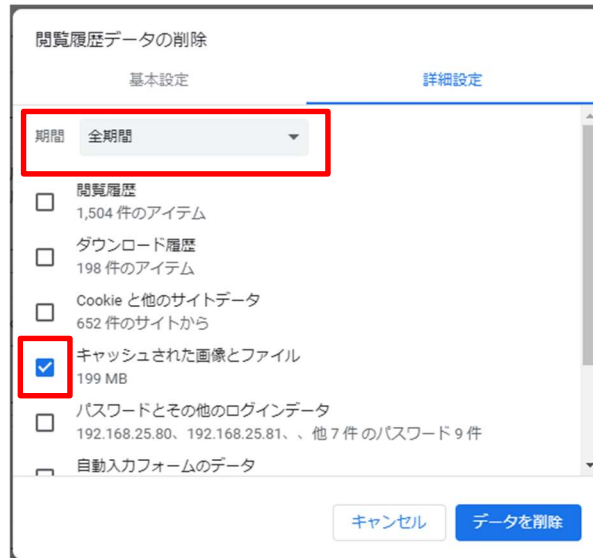 閲覧履歴データの削除
基本設定 詳細設定
期間 全期間
閲覧履歴
1,504 件のアイテム
ダウンロード履歴
198 件のアイテム
Cookie と他のサイトデータ
652 件のサイトから
キャッシュされた画像とファイル
199 MB
パスワードとその他のログインデータ
192.168.25.80、192.168.25.81、、他 7 件 のパスワード 9 件
自動入力フォームのデータ
キャンセル データを削除